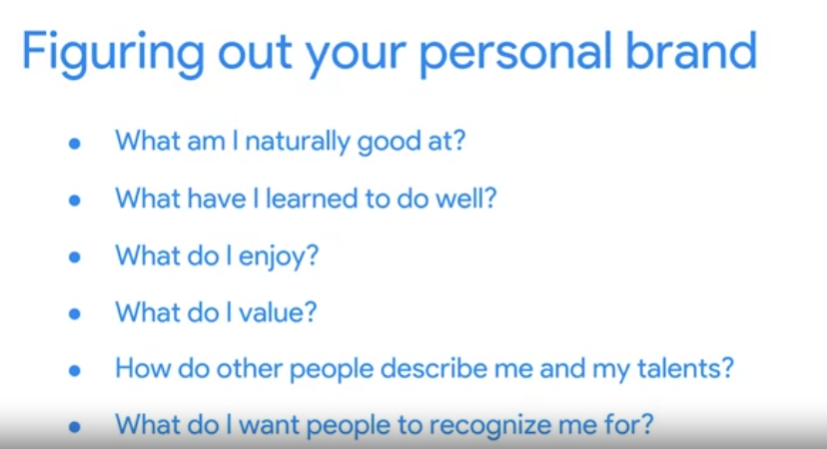 Figuring out your personal brand
• What am I naturally good at?
• What have I learned to do well?
• What do I enjoy?
• What do I value?
• How do other people describe me and my talents?
• What do I want people to recognize me for?